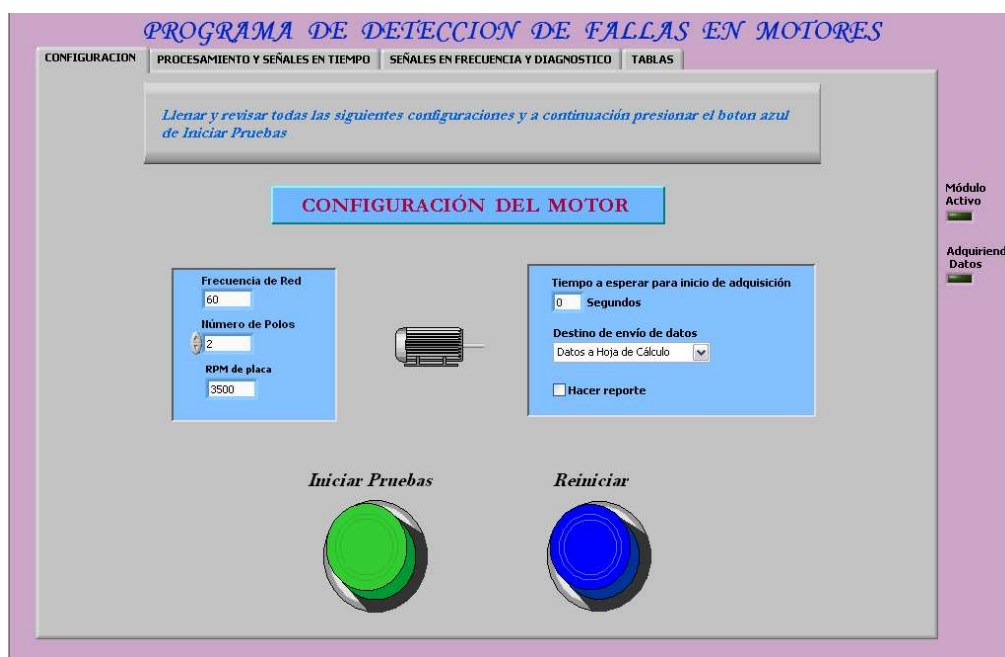 PROGRAMA DE DETECCION DE FALLAS EN MOTORES
CONFIGURACION
PROCESAMIENTO Y SEÑALES EN TIEMPO
SEÑALES EN FRECUENCIA Y DIAGNOSTICO
TABLAS
Llenar y revisar todas las siguientes configuraciones y a continuación presionar el boton azul
de Iniciar Pruebas
Módulo
Activo
CONFIGURACIÓN DEL MOTOR
Adquiriend
Datos
Frecuencia de Red
60
Número de Polos
2
RPM de placa
3500
Tiempo a esperar para inicio de adquisición
0 Segundos
Destino de envío de datos
Datos a Hoja de Cálculo
Hacer reporte
Iniciar Pruebas
Reiniciar